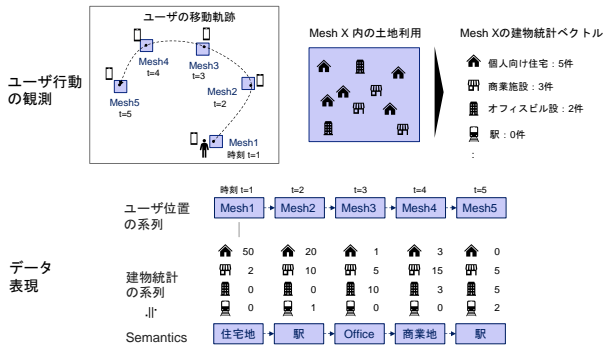 ユーザの移動軌跡
Mesh4
t=4
Mesh3
t=3
Mesh2
t=2
Mesh5
t=5
Mesh1
時刻 t=1
ユーザ行動
の観測
Mesh X 内の土地利用
Mesh Xの建物統計ベクトル
個人向け住宅：5件
商業施設：3件
オフィスビル設：2件
駅：0件
：
データ
表現
時刻 t=1 t=2 t=3 t=4 t=5
ユーザ位置
の系列
Mesh1 Mesh2 Mesh3 Mesh4 Mesh5
建物統計
の系列
50 20 1 3 0
2 10 5 15 5
0 0 10 3 5
0 1 0 0 2
Semantics
住宅地 駅 Office 商業地 駅